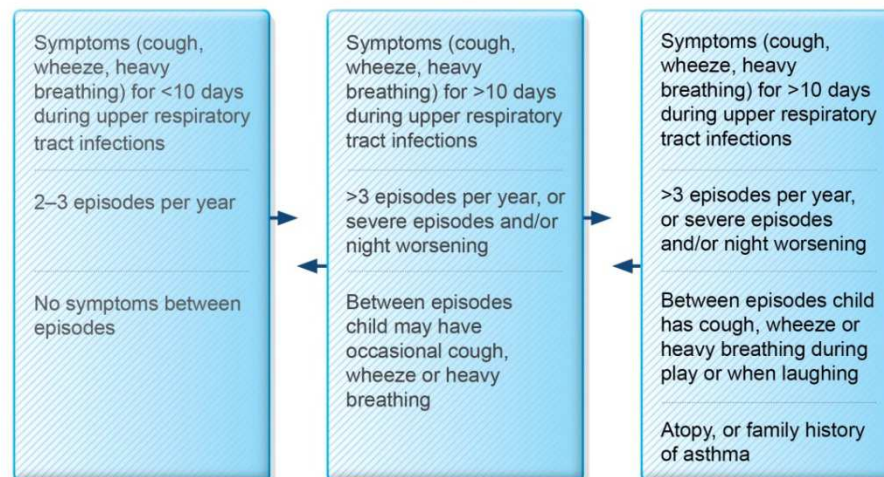 Symptoms (cough,
wheeze, heavy
breathing) for <10 days
during upper respiratory
tract infections
2–3 episodes per year
No symptoms between
episodes
Symptoms (cough,
wheeze, heavy
breathing) for >10 days
during upper respiratory
tract infections
>3 episodes per year, or
severe episodes and/or
night worsening
Between episodes
child may have
occasional cough,
wheeze or heavy
breathing
Symptoms (cough,
wheeze, heavy
breathing) for >10 days
during upper respiratory
tract infections
>3 episodes per year,
or severe episodes
and/or night worsening
Between episodes child
has cough, wheeze or
heavy breathing during
play or when laughing
Atopy, or family history
of asthma